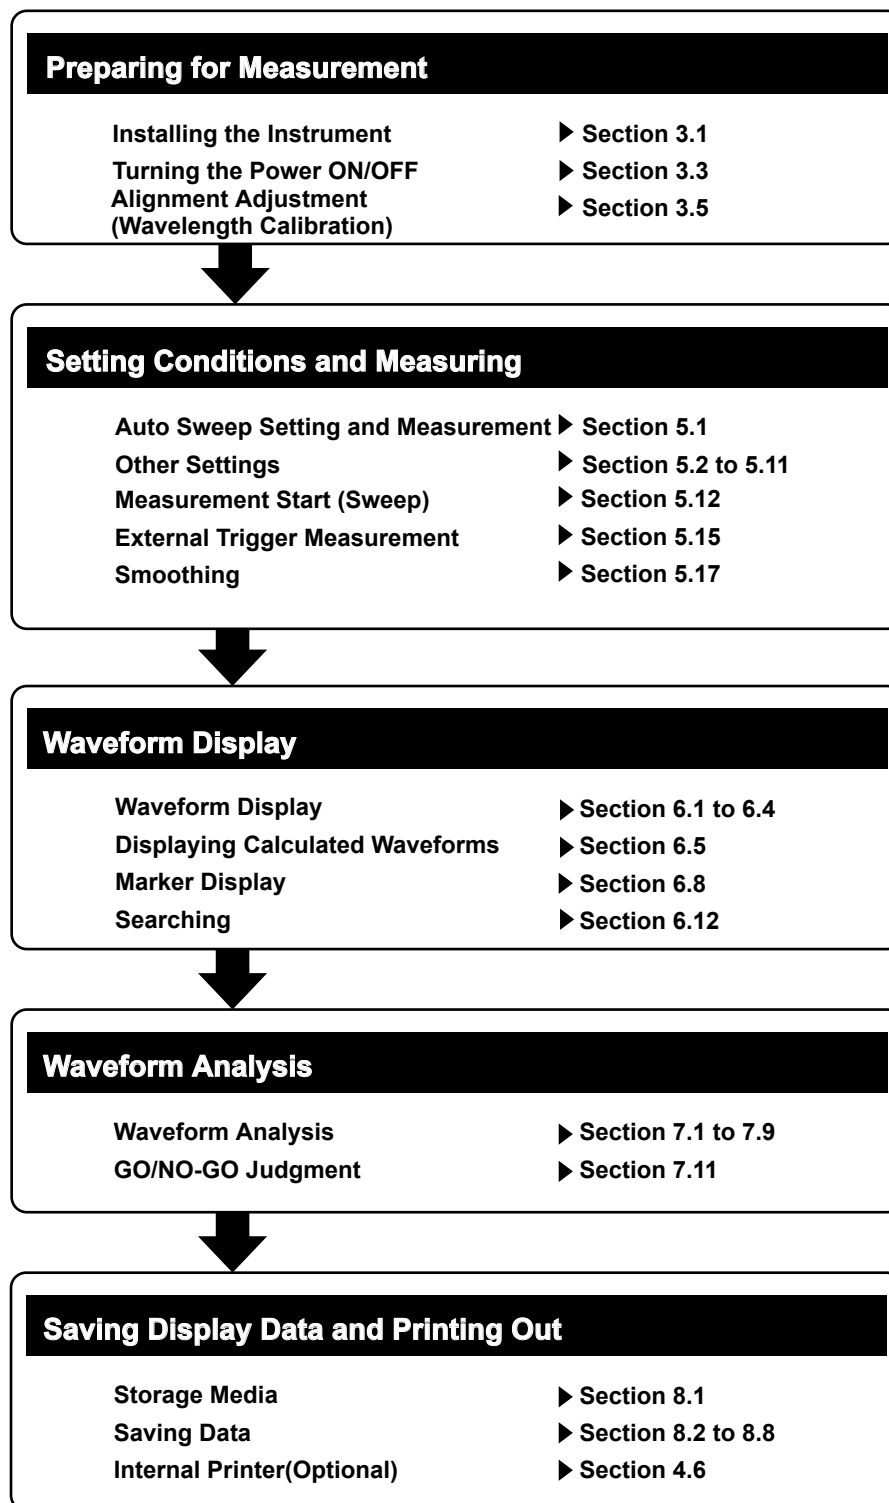 Preparing for Measurement
Installing the Instrument ▶ Section 3.1
Turning the Power ON/OFF ▶ Section 3.3
Alignment Adjustment
(Wavelength Calibration) ▶ Section 3.5
Setting Conditions and Measuring
Auto Sweep Setting and Measurement ▶ Section 5.1
Other Settings ▶ Section 5.2 to 5.11
Measurement Start (Sweep) ▶ Section 5.12
External Trigger Measurement ▶ Section 5.15
Smoothing ▶ Section 5.17
Waveform Display
Waveform Display ▶ Section 6.1 to 6.4
Displaying Calculated Waveforms ▶ Section 6.5
Marker Display ▶ Section 6.8
Searching ▶ Section 6.12
Waveform Analysis
Waveform Analysis ▶ Section 7.1 to 7.9
GO/NO-GO Judgment ▶ Section 7.11
Saving Display Data and Printing Out
Storage Media ▶ Section 8.1
Saving Data ▶ Section 8.2 to 8.8
Internal Printer(Optional) ▶ Section 4.6